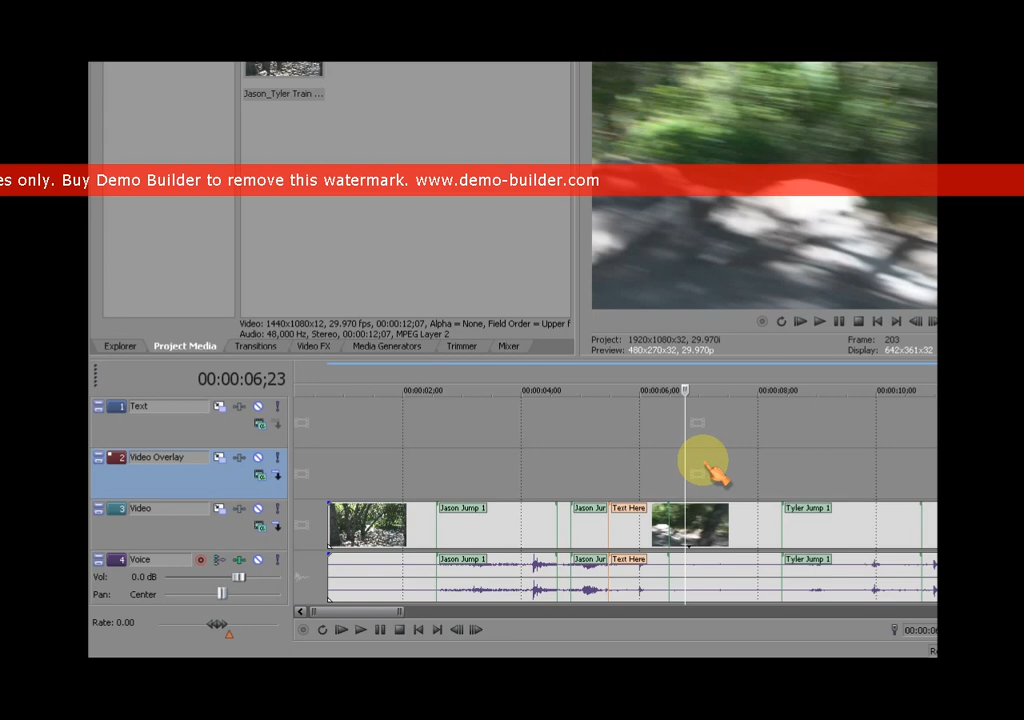 Jason_Tyler Train ...
es only. Buy Demo Builder to remove this watermark. www.demo-builder.com
Video: 1440x1080x12, 29.970 fps, 00:00:12;07, Alpha = None, Field Order = Upper f
Audio: 48,000 Hz, Stereo, 00:00:12;07, MPEG Layer 2
Explorer Project Media Transitions Video FX Media Generators Trimmer Mixer
Project: 1920x1080x32, 29.970i Frame: 203
Preview: 480x270x32, 29.970p Display: 642x361x32
00:00:06;23
00:00:02;00 00:00:04;00 00:00:06;00 00:00:08;00 00:00:10;00
1 Text
2 Video Overlay
3 Video
Jason Jump 1 Jason Jur Text Here Tyler Jump 1
4 Voice
Jason Jump 1 Jason Jur Text Here Tyler Jump 1
Vol: 0.0 dB
Pan: Center
Rate: 0.00
00:00:0
Re